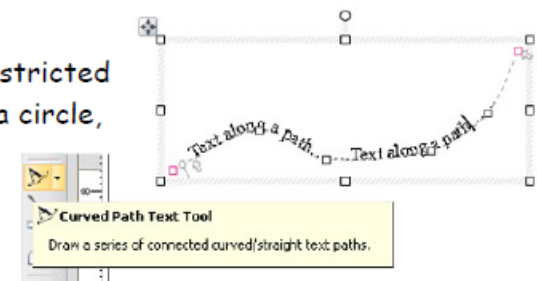 stricted
a circle,
Text along a path... Text along a path
Curved Path Text Tool
Draw a series of connected curved/straight text paths.